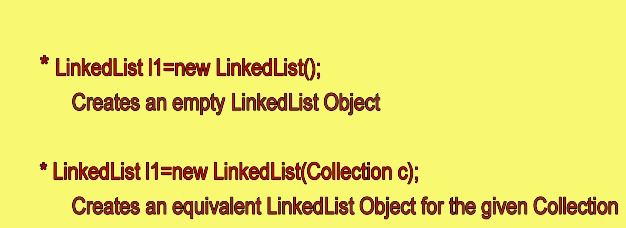 * LinkedList l1=new LinkedList();
Creates an empty LinkedList Object
* LinkedList l1=new LinkedList(Collection c);
Creates an equivalent LinkedList Object for the given Collection